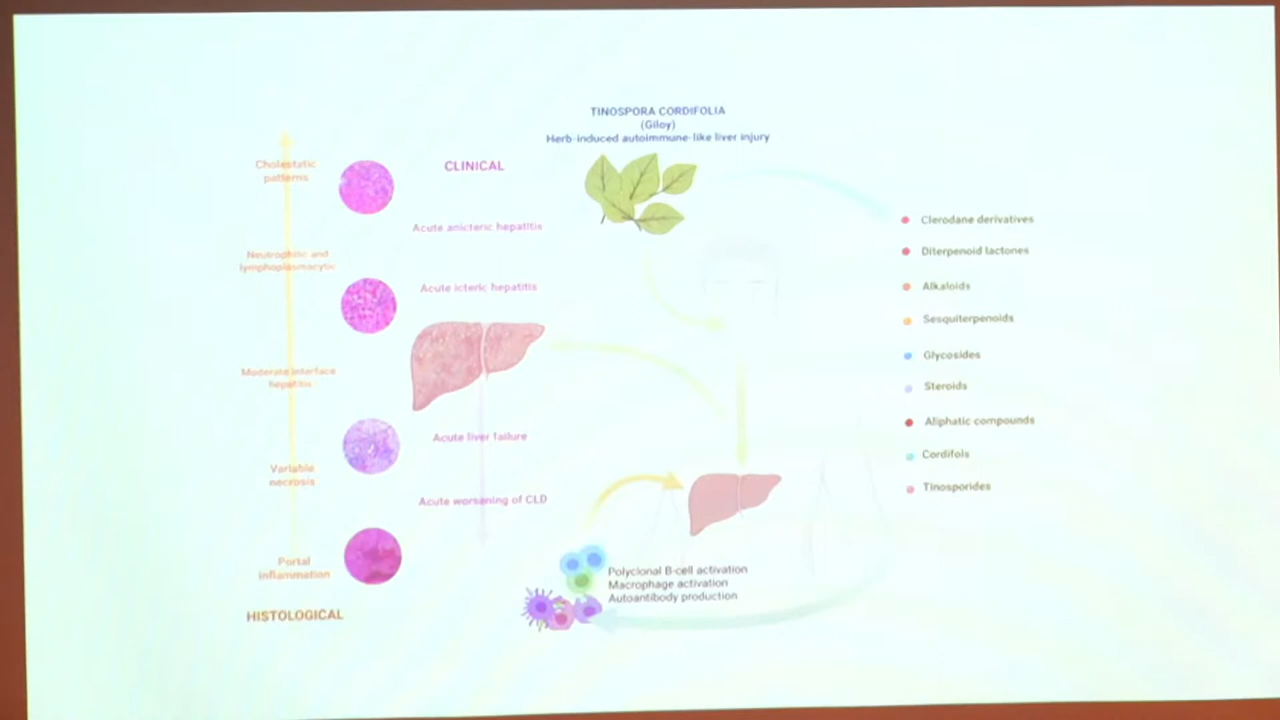 TINOSPORA CORDIFOLIA
(Giloy)
Herb-induced autoimmune-like liver injury
CLINICAL
Acute anicteric hepatitis
Acute icteric hepatitis
Acute liver failure
Acute worsening of CLD
Cholestatic
patterns
Neutrophilic and
lymphoplasmacytic
Moderate interface
hepatitis
Variable
necrosis
Portal
inflammation
HISTOLOGICAL
Clerodane derivatives
Diterpenoid lactones
Alkaloids
Sesquiterpenoids
Glycosides
Steroids
Aliphatic compounds
Cordifols
Tinosporides
Polyclonal B-cell activation
Macrophage activation
Autoantibody production